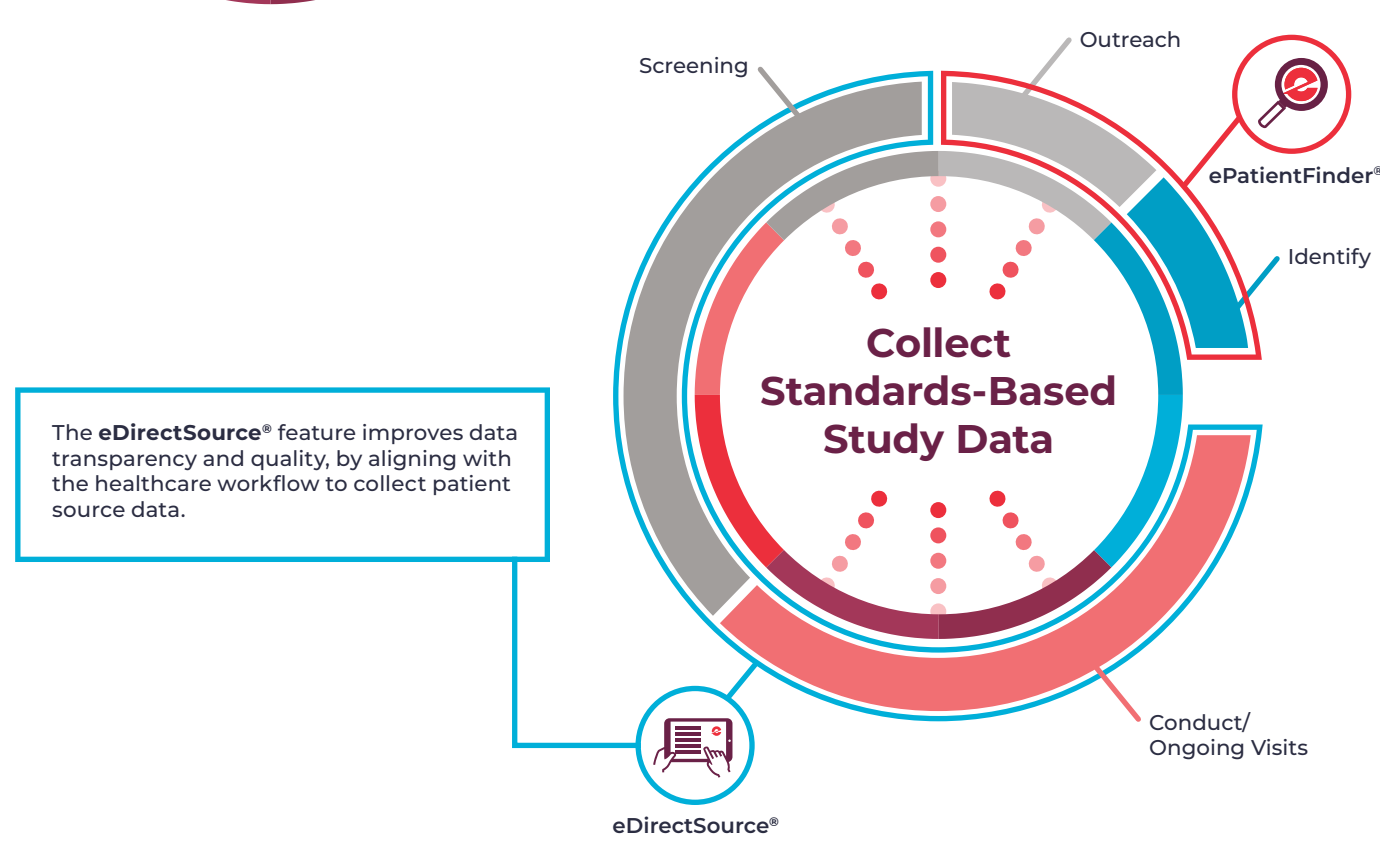 Outreach
Screening
ePatientFinder®
Identify
Collect
Standards-Based
Study Data
The eDirectSource® feature improves data
transparency and quality, by aligning with
the healthcare workflow to collect patient
source data.
Conduct/
Ongoing Visits
eDirectSource®